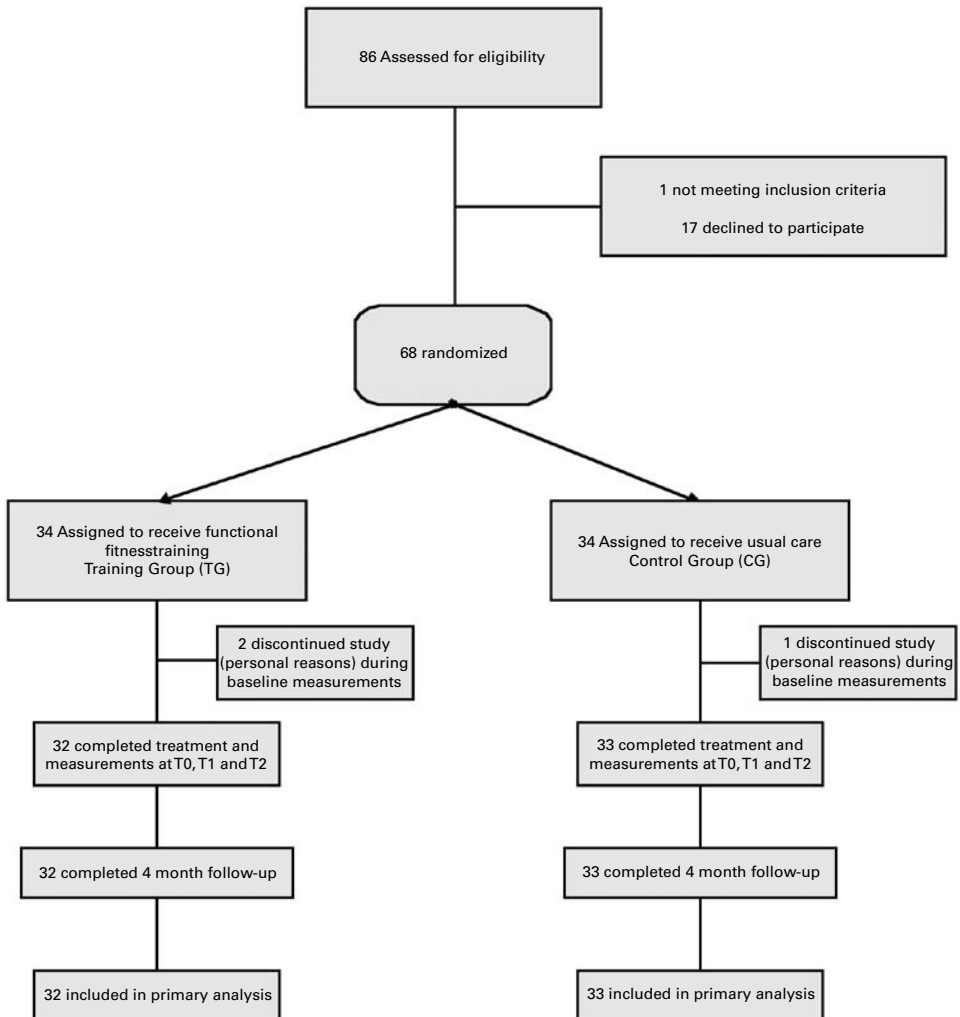 86 Assessed for eligibility
1 not meeting inclusion criteria
17 declined to participate
68 randomized
34 Assigned to receive functional
fitnesstraining
Training Group (TG)
34 Assigned to receive usual care
Control Group (CG)
2 discontinued study
(personal reasons) during
baseline measurements
1 discontinued study
(personal reasons) during
baseline measurements
32 completed treatment and
measurements at T0, T1 and T2
33 completed treatment and
measurements at T0, T1 and T2
32 completed 4 month follow-up
33 completed 4 month follow-up
32 included in primary analysis
33 included in primary analysis